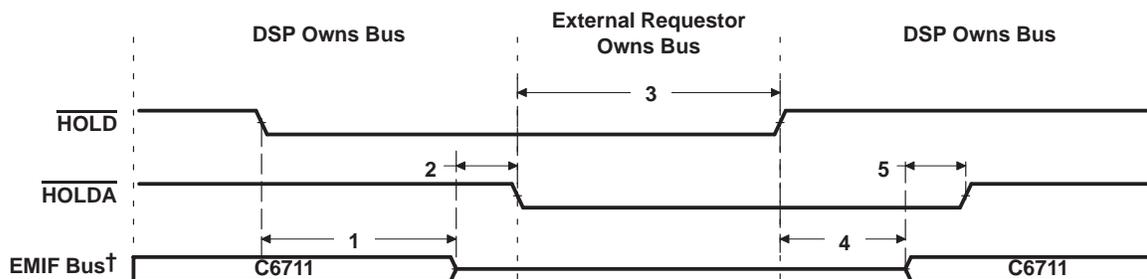 DSP Owns Bus
External Requestor
Owns Bus
DSP Owns Bus
3
HOLD
2
5
HOLDA
1
4
EMIF Bus†
C6711
C6711